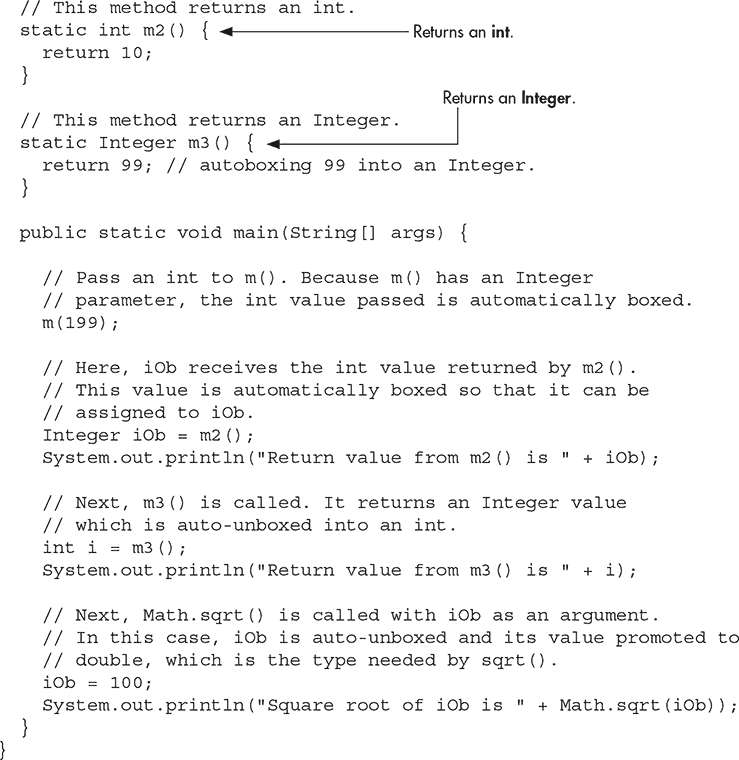 // This method returns an int.
static int m2() {
Returns an int.
return 10;
}
Returns an Integer.
// This method returns an Integer.
static Integer m3() {
return 99; // autoboxing 99 into an Integer.
}
public static void main(String[] args) {
// Pass an int to m(). Because m() has an Integer
// parameter, the int value passed is automatically boxed.
m(199);
// Here, iOb receives the int value returned by m2().
// This value is automatically boxed so that it can be
// assigned to iOb.
Integer iOb = m2();
System.out.println("Return value from m2() is " + iOb);
// Next, m3() is called. It returns an Integer value
// which is auto-unboxed into an int.
int i = m3();
System.out.println("Return value from m3() is " + i);
// Next, Math.sqrt() is called with iOb as an argument.
// In this case, iOb is auto-unboxed and its value promoted to
// double, which is the type needed by sqrt().
iOb = 100;
System.out.println("Square root of iOb is " + Math.sqrt(iOb));
}
}